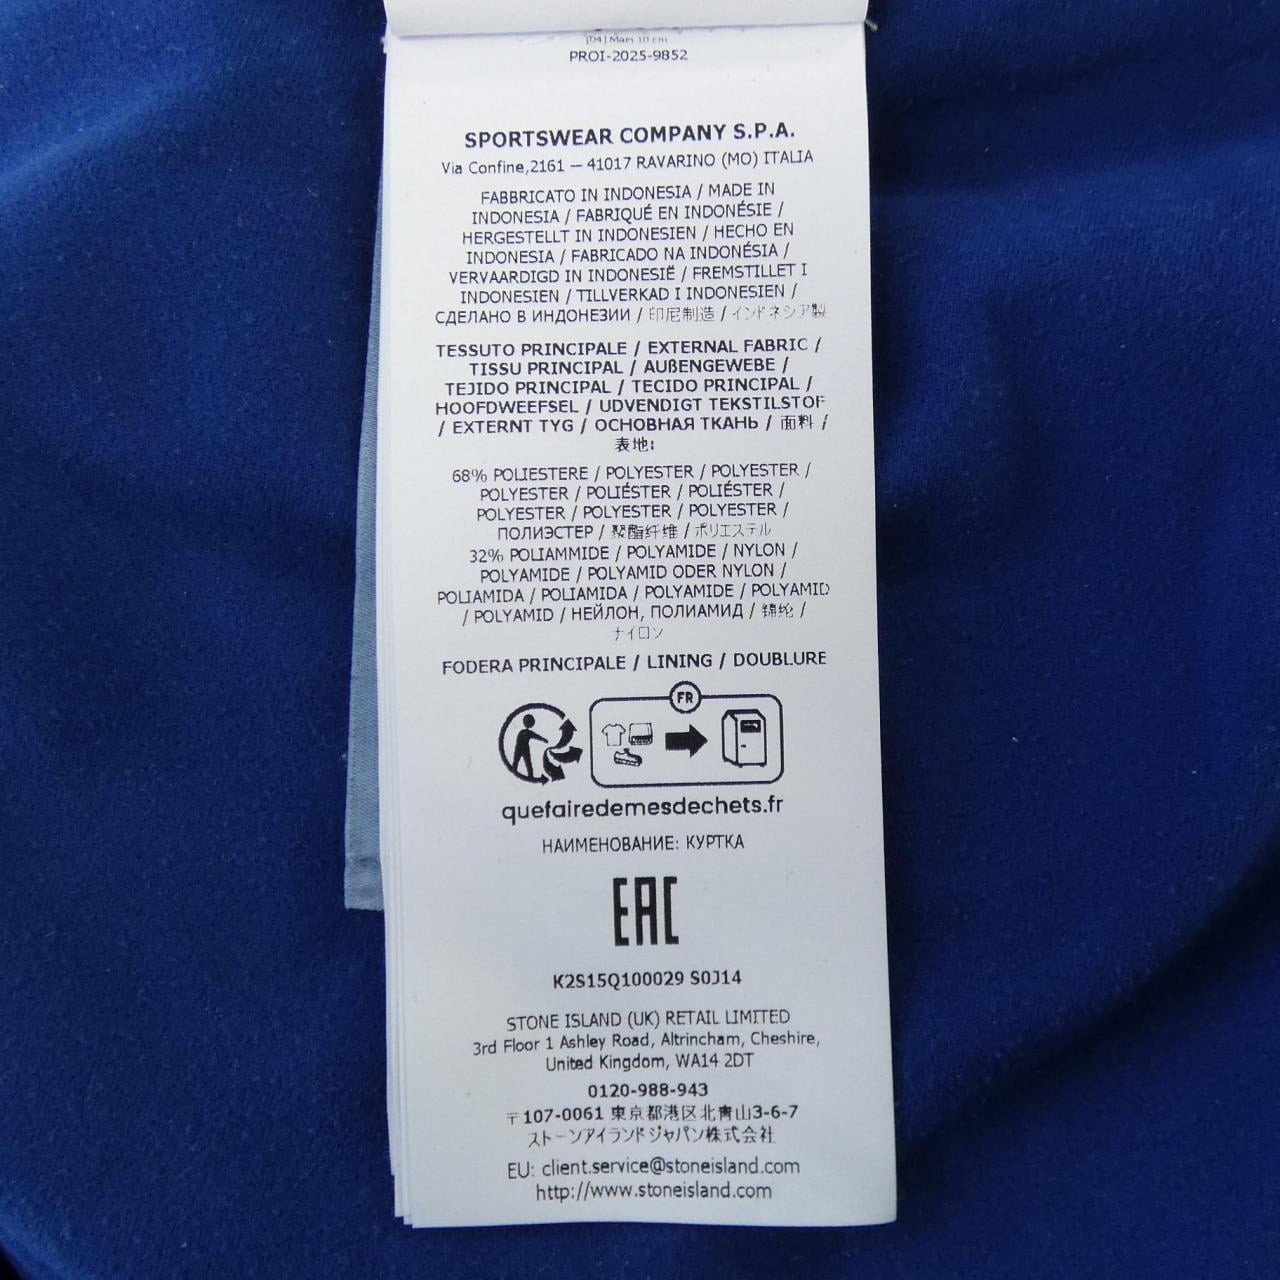 PROI-2025-9852
SPORTSWEAR COMPANY S.P.A.
Via Confine,2161 — 41017 RAVARINO (MO) ITALIA
FABBRICATO IN INDONESIA / MADE IN
INDONESIA / FABRIQUÉ EN INDONÉSIE /
HERGESTELLT IN INDONESIEN / HECHO EN
INDONESIA / FABRICADO NA INDONÉSIA /
VERVAARDIGD IN INDONESIË / FREMSTILLET I
INDONESIEN / TILLVERKAD I INDONESIEN /
СДЕЛАНО В ИНДОНЕЗИИ / 印尼制造 / インドネシア製
TESSUTO PRINCIPALE / EXTERNAL FABRIC /
TISSU PRINCIPAL / AUßENGEWEBE /
TEJIDO PRINCIPAL / TECIDO PRINCIPAL /
HOOFDWEEFSEL / UDVENDIGT TEKSTILSTOF
/ EXTERNT TYG / ОСНОВНАЯ ТКАНЬ / 面料 /
表地:
68% POLIESTERE / POLYESTER / POLYESTER /
POLYESTER / POLIÉSTER / POLIÉSTER /
POLYESTER / POLYESTER / POLYESTER /
ПОЛИЭСТЕР / 聚酯纤维 / ポリエステル
32% POLIAMMIDE / POLYAMIDE / NYLON /
POLYAMIDE / POLYAMID ODER NYLON /
POLIAMIDA / POLIAMIDA / POLYAMIDE / POLYAMID
/ POLYAMID / НЕЙЛОН, ПОЛИАМИД / 锦纶 /
ナイロン
FODERA PRINCIPALE / LINING / DOUBLURE
FR
quefairedemesdechets.fr
НАИМЕНОВАНИЕ: КУРТКА
EAC
K2S15Q100029 S0J14
STONE ISLAND (UK) RETAIL LIMITED
3rd Floor 1 Ashley Road, Altrincham, Cheshire,
United Kingdom, WA14 2DT
0120-988-943
〒107-0061 東京都港区北青山3-6-7
ストーンアイランドジャパン株式会社
EU: client.service@stoneisland.com
http://www.stoneisland.com